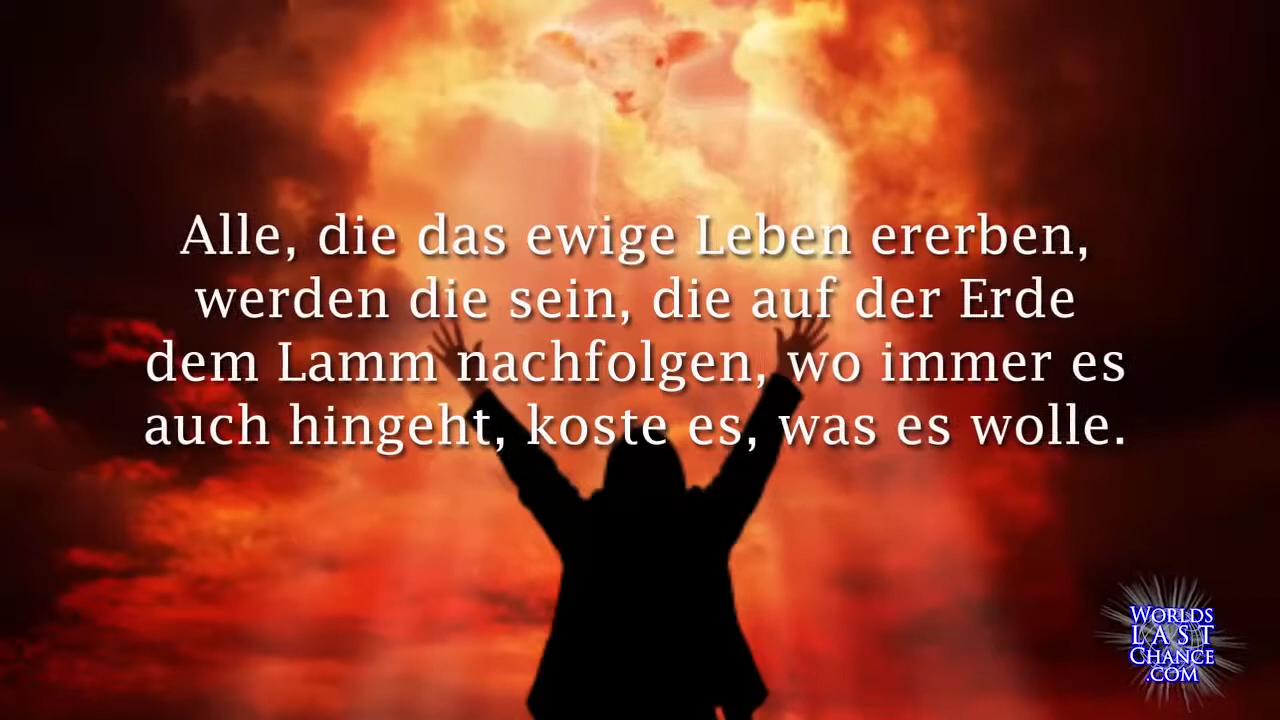 Alle, die das ewige Leben ererben,
werden die sein, die auf der Erde
dem Lamm nachfolgen, wo immer es
auch hingeht, koste es, was es wolle.
WORLDS
LAST
CHANCE
.COM